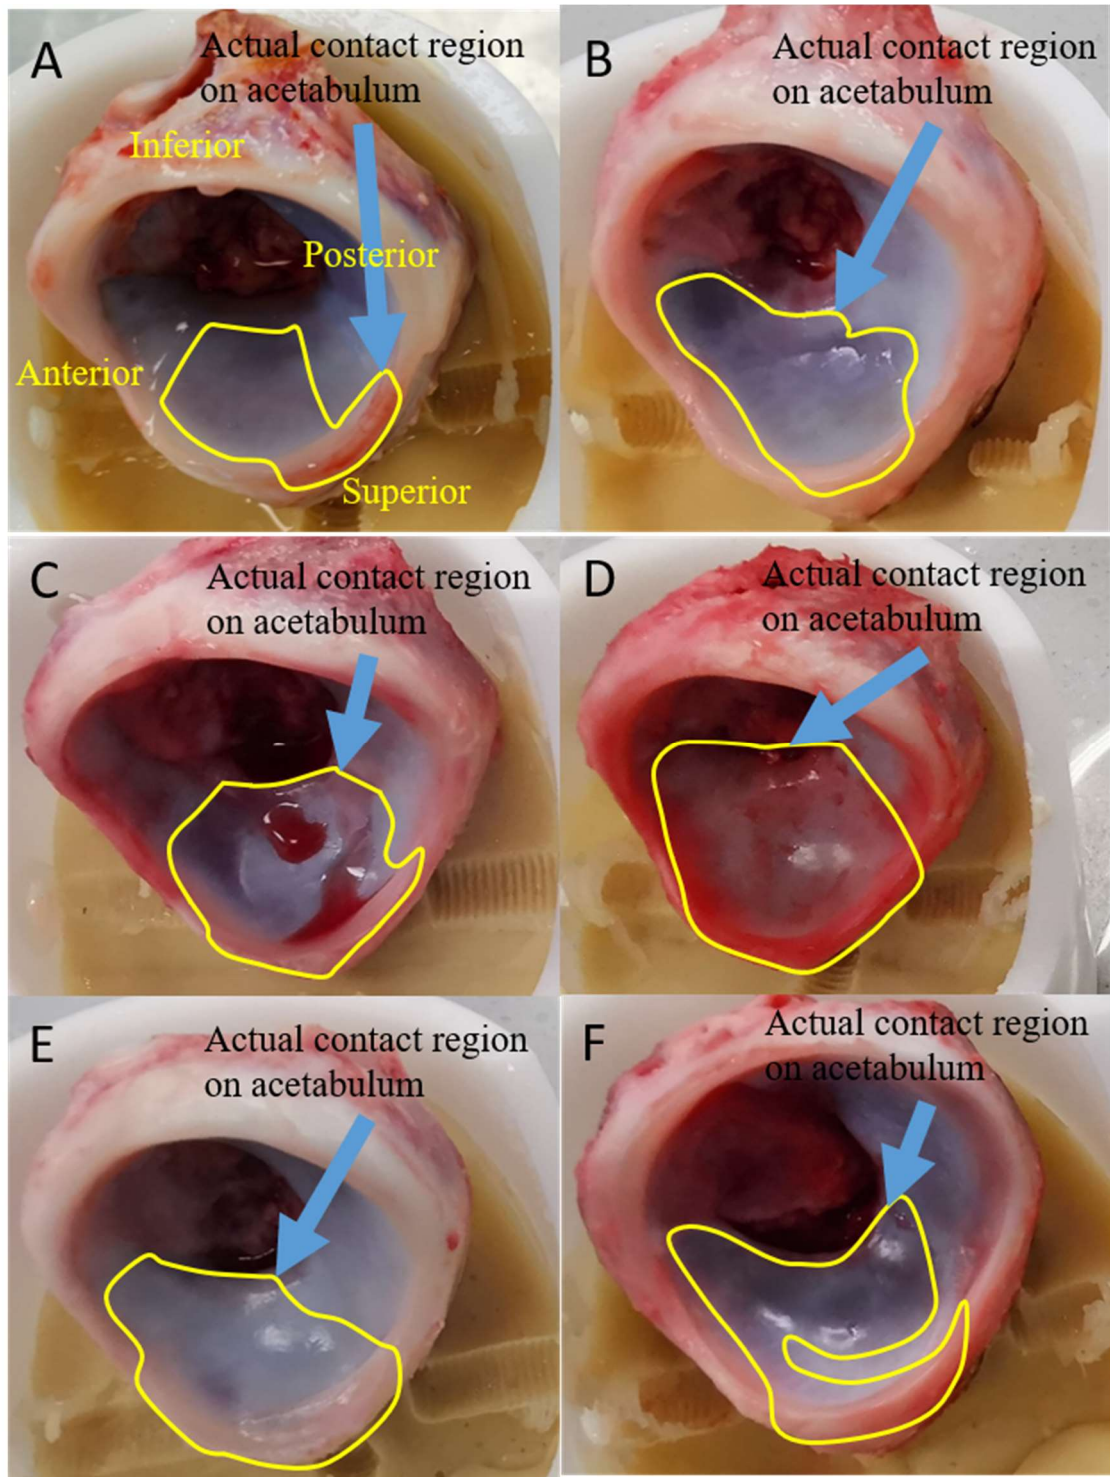 A
Actual contact region
on acetabulum
Inferior
Posterior
Anterior
Superior
B
Actual contact region
on acetabulum
C
Actual contact region
on acetabulum
D
Actual contact region
on acetabulum
E
Actual contact region
on acetabulum
F
Actual contact region
on acetabulum